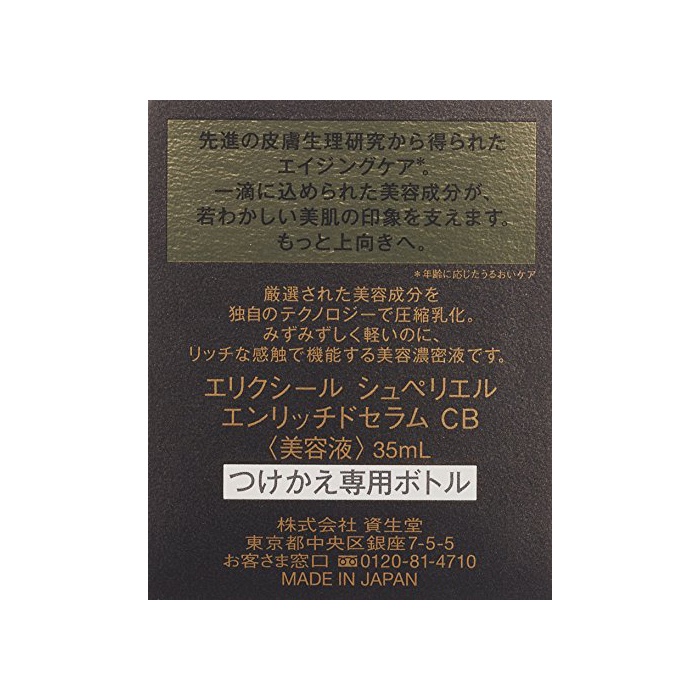 先進の皮膚生理研究から得られた
エイジングケア*。
一滴に込められた美容成分が、
若わかしい美肌の印象を支えます。
もっと上向きへ。
*年齢に応じたうるおいケア
厳選された美容成分を
独自のテクノロジーで圧縮乳化。
みずみずしく軽いのに、
リッチな感触で機能する美容濃密液です。
エリクシール シュペリエル
エンリッチドセラム CB
〈美容液〉35mL
つけかえ専用ボトル
株式会社 資生堂
東京都中央区銀座7-5-5
お客さま窓口 0120-81-4710
MADE IN JAPAN